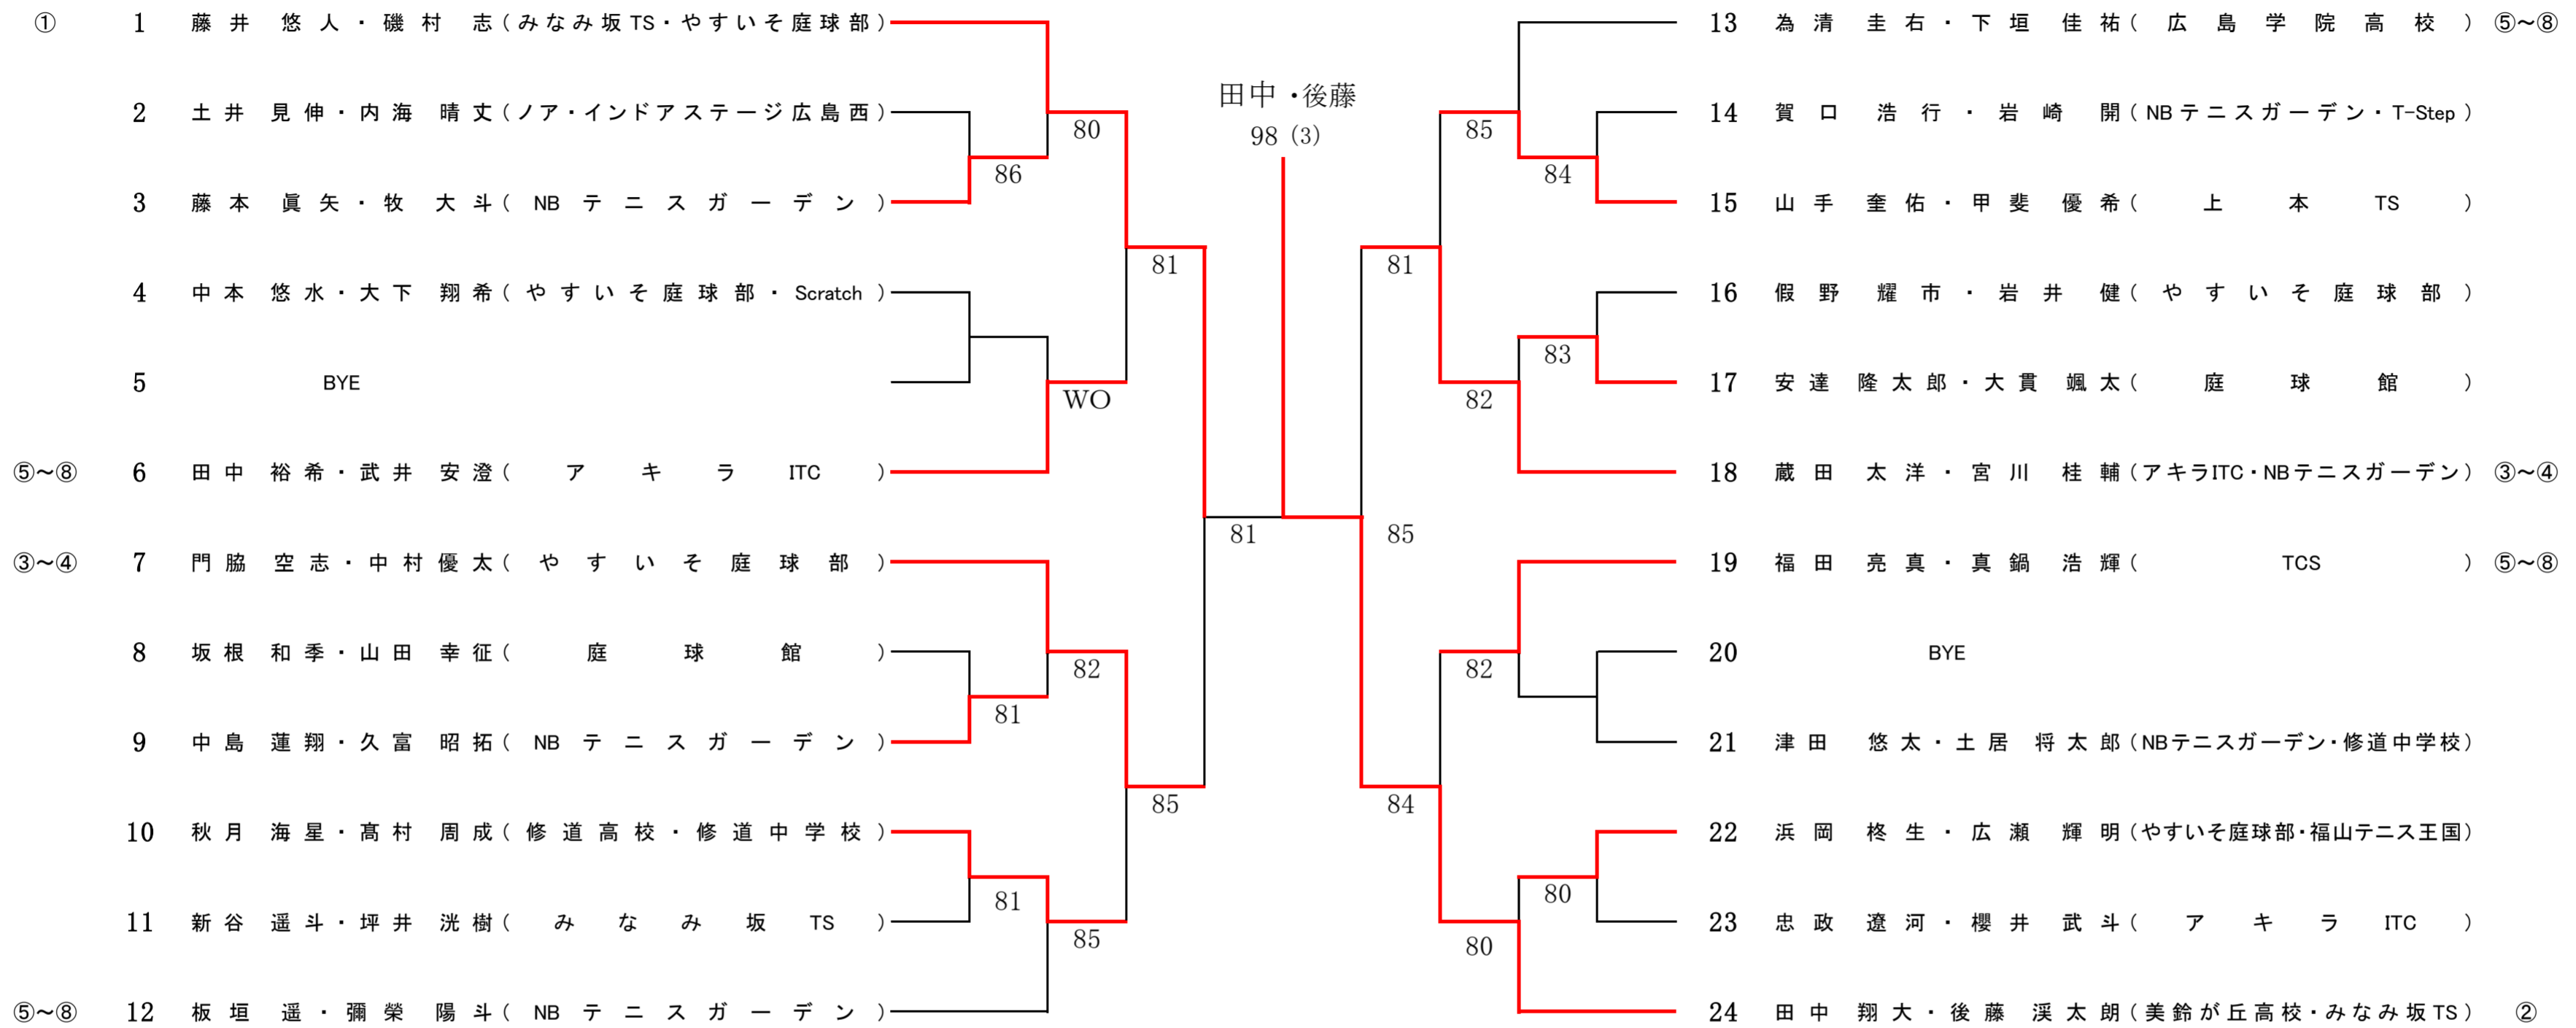 ① 1 藤井 悠人・磯村 志(みなみ坂TS・やすいそ庭球部)
2 土井 見伸・内海 晴丈(ノア・インドアステージ広島西)
3 藤本 眞矢・牧 大斗(NBテニスガーデン)
4 中本 悠水・大下 翔希(やすいそ庭球部・Scratch)
5 BYE
⑤～⑧ 6 田中 裕希・武井 安澄(アキラITC)
③～④ 7 門脇 空志・中村優太(やすいそ庭球部)
8 坂根 和季・山田 幸征(庭球館)
9 中島 蓮翔・久富 昭拓(NBテニスガーデン)
10 秋月 海星・髙村 周成(修道高校・修道中学校)
11 新谷 遥斗・坪井 洸樹(みなみ坂TS)
⑤～⑧ 12 板垣 遥・彌榮 陽斗(NBテニスガーデン)
86
81
81
80
WO
82
85
81
85
81
田中・後藤
98(3)
85
81
84
85
82
82
80
84
83
80
13 為清 圭右・下垣 佳祐(広島学院高校) ⑤～⑧
14 賀口 浩行・岩崎 開(NBテニスガーデン・T-Step)
15 山手 奎佑・甲斐 優希(上本TS)
16 假野 耀市・岩井 健(やすいそ庭球部)
17 安達 隆太郎・大貫 颯太(庭球館)
18 蔵田 太洋・宮川 桂輔(アキラITC・NBテニスガーデン) ③～④
19 福田 亮真・真鍋 浩輝(TCS) ⑤～⑧
20 BYE
21 津田 悠太・土居 将太郎(NBテニスガーデン・修道中学校)
22 浜岡 柊生・広瀬 輝明(やすいそ庭球部・福山テニス王国)
23 忠政 遼河・櫻井 武斗(アキラITC)
24 田中 翔大・後藤 渓太朗(美鈴が丘高校・みなみ坂TS) ②